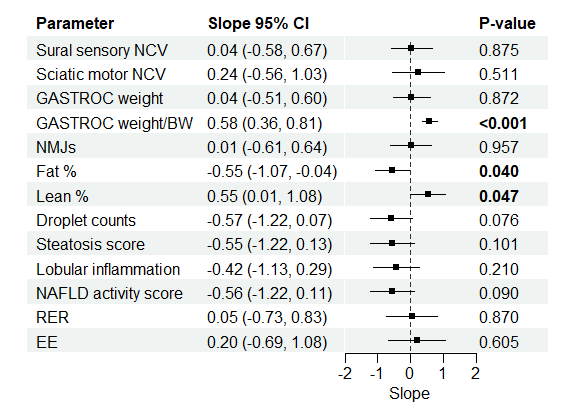 Parameter Slope 95% CI P-value
Sural sensory NCV 0.04 (-0.58, 0.67) 0.875
Sciatic motor NCV 0.24 (-0.56, 1.03) 0.511
GASTROC weight 0.04 (-0.51, 0.60) 0.872
GASTROC weight/BW 0.58 (0.36, 0.81) <0.001
NMJs 0.01 (-0.61, 0.64) 0.957
Fat % -0.55 (-1.07, -0.04) 0.040
Lean % 0.55 (0.01, 1.08) 0.047
Droplet counts -0.57 (-1.22, 0.07) 0.076
Steatosis score -0.55 (-1.22, 0.13) 0.101
Lobular inflammation -0.42 (-1.13, 0.29) 0.210
NAFLD activity score -0.56 (-1.22, 0.11) 0.090
RER 0.05 (-0.73, 0.83) 0.870
EE 0.20 (-0.69, 1.08) 0.605
-2 -1 0 1 2
Slope